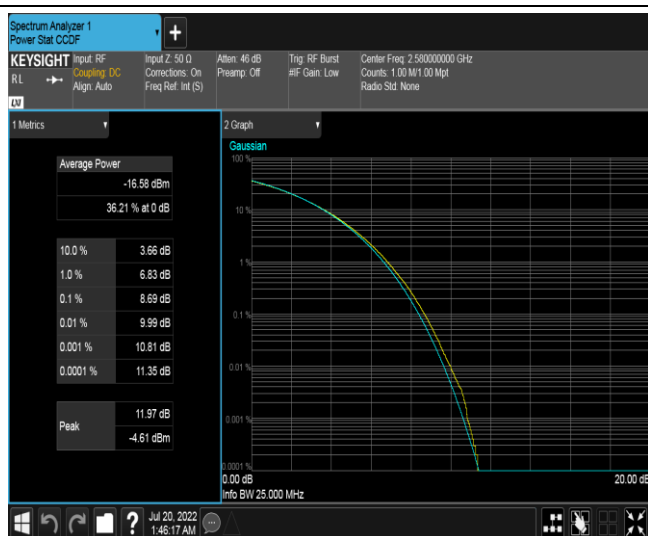 Spectrum Analyzer 1
Power Stat CCDF
+
KEYSIGHT Input: RF Input Z: 50 Ω Atten: 46 dB Trig: RF Burst Center Freq: 2.580000000 GHz
RL Coupling: DC Corrections: On Preamp: Off #IF Gain: Low Counts: 1.00 M/1.00 Mpt
Align: Auto Freq Ref: Int (S) Radio Std: None
LXI
1 Metrics 2 Graph
Gaussian
Average Power
-16.58 dBm
36.21 % at 0 dB
10.0 % 3.66 dB
1.0 % 6.83 dB
0.1 % 8.69 dB
0.01 % 9.99 dB
0.001 % 10.81 dB
0.0001 % 11.35 dB
Peak 11.97 dB
-4.61 dBm
100 %
10 %
1 %
0.1 %
0.01 %
0.001 %
0.0001 %
0.00 dB 20.00 dB
Info BW 25.000 MHz
? Jul 20, 2022
1:46:17 AM